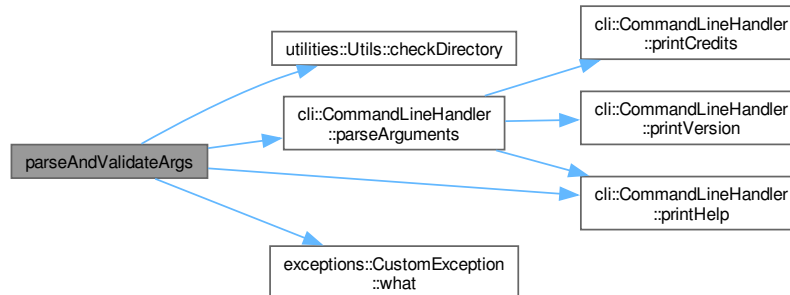 parseAndValidateArgs
utilities::Utils::checkDirectory
cli::CommandLineHandler
::parseArguments
exceptions::CustomException
::what
cli::CommandLineHandler
::printCredits
cli::CommandLineHandler
::printVersion
cli::CommandLineHandler
::printHelp